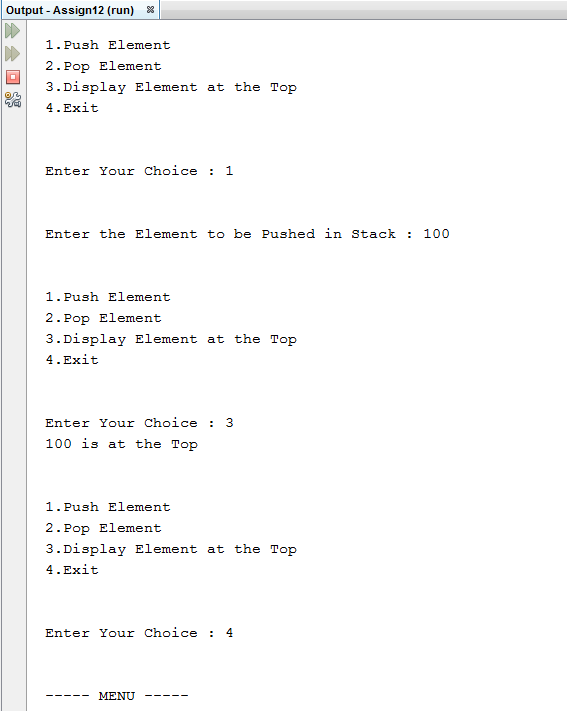 Output - Assign12 (run)
1.Push Element
2.Pop Element
3.Display Element at the Top
4.Exit
Enter Your Choice : 1
Enter the Element to be Pushed in Stack : 100
1.Push Element
2.Pop Element
3.Display Element at the Top
4.Exit
Enter Your Choice : 3
100 is at the Top
1.Push Element
2.Pop Element
3.Display Element at the Top
4.Exit
Enter Your Choice : 4
----- MENU -----